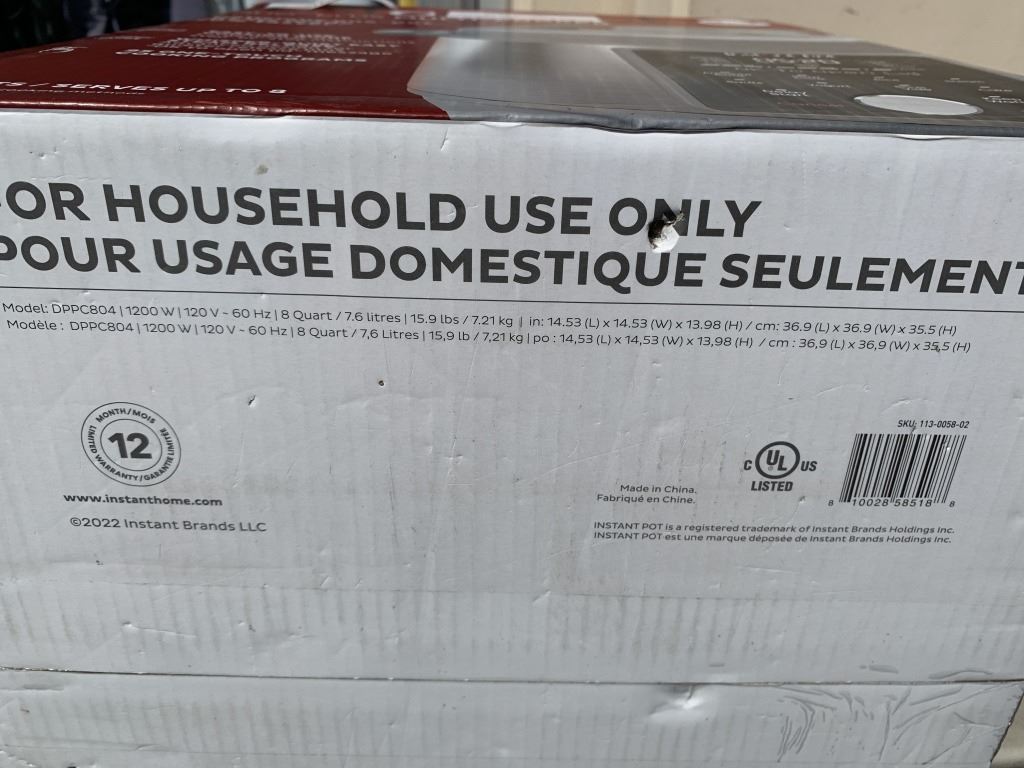 COOKING PROGRAMS
/ SERVES UP TO 8
OR HOUSEHOLD USE ONLY
POUR USAGE DOMESTIQUE SEULEMENT
Model: DPPC804 | 1200 W | 120 V ~ 60 Hz | 8 Quart / 7.6 litres | 15.9 lbs / 7.21 kg | in: 14.53 (L) x 14.53 (W) x 13.98 (H) / cm: 36.9 (L) x 36.9 (W) x 35.5 (H)
Modèle : DPPC804 | 1200 W | 120 V ~ 60 Hz | 8 Quart / 7,6 Litres | 15,9 lb / 7,21 kg | po : 14,53 (L) x 14,53 (W) x 13,98 (H) / cm : 36,9 (L) x 36,9 (W) x 35,5 (H)
MONTH/MOIS
12
LIMITED WARRANTY/GARANTIE LIMITÉE
www.instanthome.com
©2022 Instant Brands LLC
Made in China.
Fabriqué en Chine.
C UL US
LISTED
SKU: 113-0058-02
8 10028 58518 8
INSTANT POT is a registered trademark of Instant Brands Holdings Inc.
INSTANT POT est une marque déposée de Instant Brands Holdings Inc.